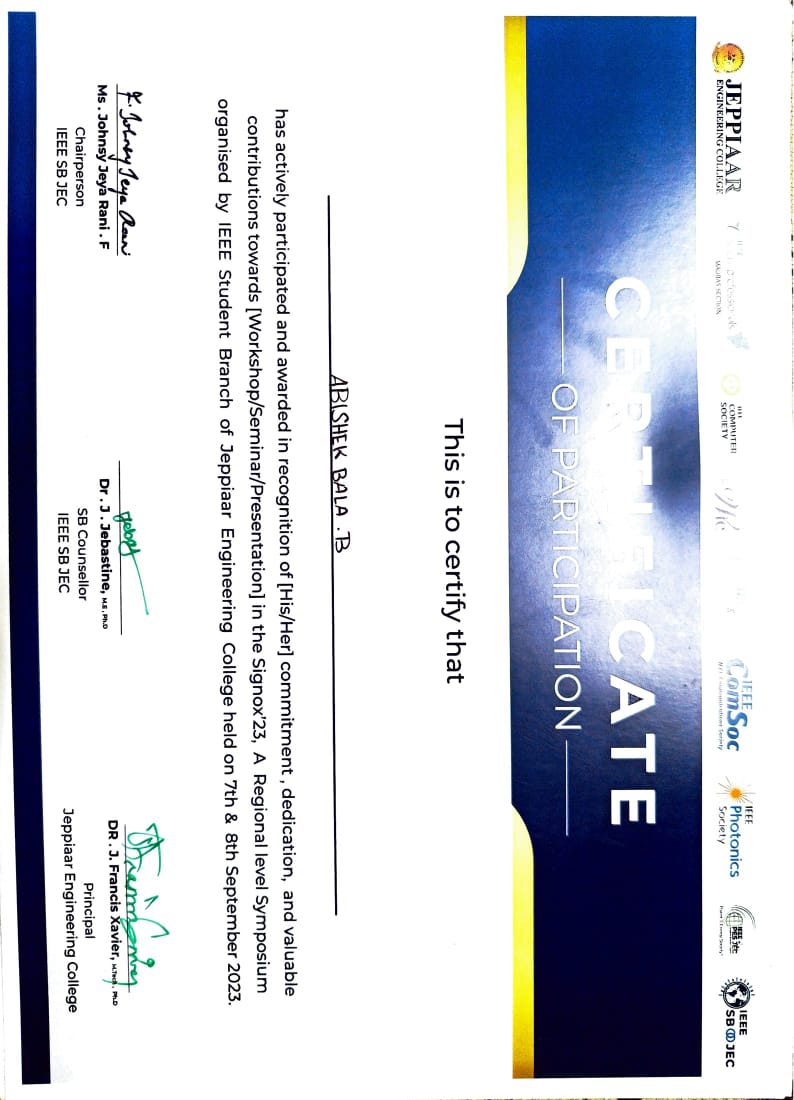 JEPPIAAR
ENGINEERING COLLEGE
professionals
MADRAS SECTION
COMPUTER
SOCIETY
IEEE
ComSoc
IEEE Communications Society
IEEE
Photonics
Society
IEEE
PES JEC
Power & Energy Society
IEEE
SB JEC
CERTIFICATE
OF PARTICIPATION
This is to certify that
ABISHEK BALA .B
has actively participated and awarded in recognition of [His/Her] commitment , dedication, and valuable
contributions towards [Workshop/Seminar/Presentation] in the Signox'23, A Regional level Symposium
organised by IEEE Student Branch of Jeppiaar Engineering College held on 7th & 8th September 2023.
F. Johnsy Jeya Rani
Ms . Johnsy Jeya Rani . F
Chairperson
IEEE SB JEC
Dr . J . Jebastine, M.E , Ph.D
SB Counsellor
IEEE SB JEC
DR . J. Francis Xavier, M.Tech , Ph.D
Principal
Jeppiaar Engineering College